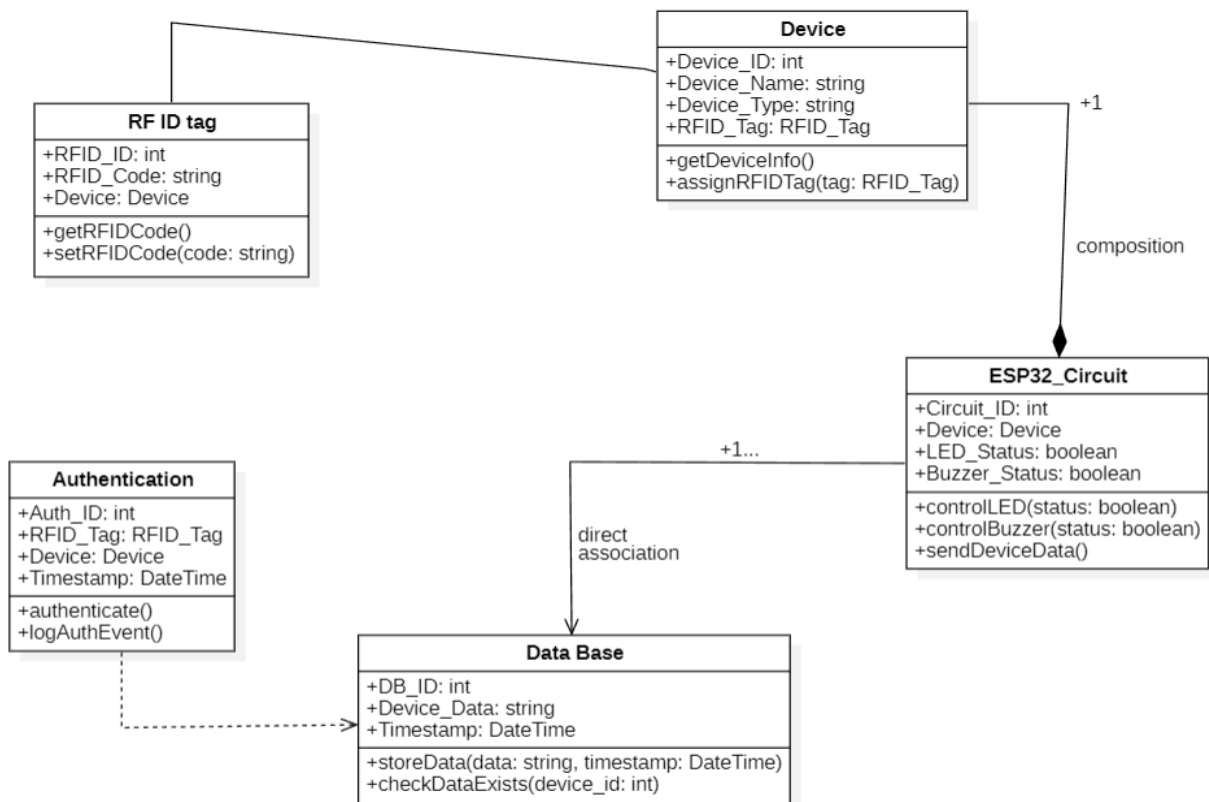 Device
+Device_ID: int
+Device_Name: string
+Device_Type: string
+RFID_Tag: RFID_Tag
+getDeviceInfo()
+assignRFIDTag(tag: RFID_Tag)
+1
RF ID tag
+RFID_ID: int
+RFID_Code: string
+Device: Device
+getRFIDCode()
+setRFIDCode(code: string)
composition
ESP32_Circuit
+Circuit_ID: int
+Device: Device
+LED_Status: boolean
+Buzzer_Status: boolean
+controlLED(status: boolean)
+controlBuzzer(status: boolean)
+sendDeviceData()
+1...
direct
association
Authentication
+Auth_ID: int
+RFID_Tag: RFID_Tag
+Device: Device
+Timestamp: DateTime
+authenticate()
+logAuthEvent()
Data Base
+DB_ID: int
+Device_Data: string
+Timestamp: DateTime
+storeData(data: string, timestamp: DateTime)
+checkDataExists(device_id: int)